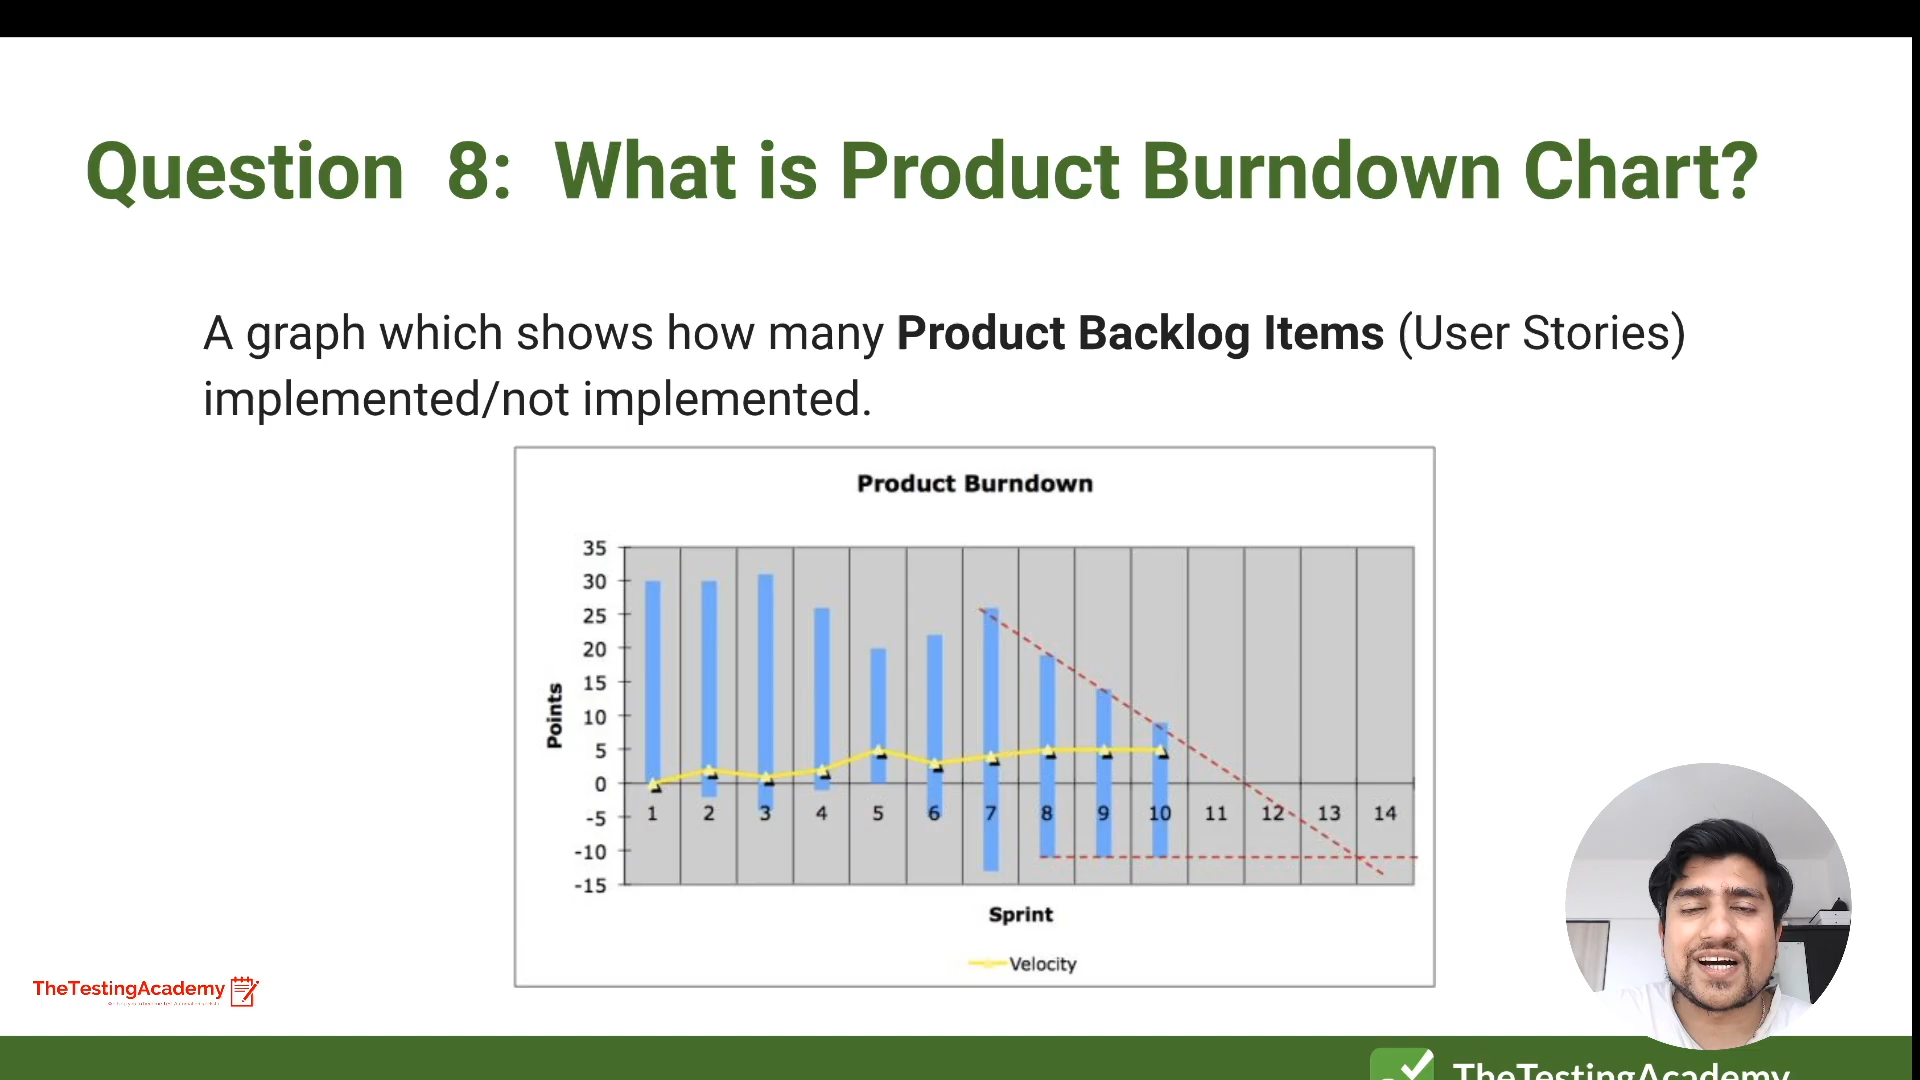 Question 8: What is Product Burndown Chart?
A graph which shows how many Product Backlog Items (User Stories)
implemented/not implemented.
Product Burndown
35
30
25
20
15
10
5
0
-5
-10
-15
Points
1 2 3 4 5 6 7 8 9 10 11 12 13 14
Sprint
Velocity
TheTestingAcademy
TheTestingAcademy